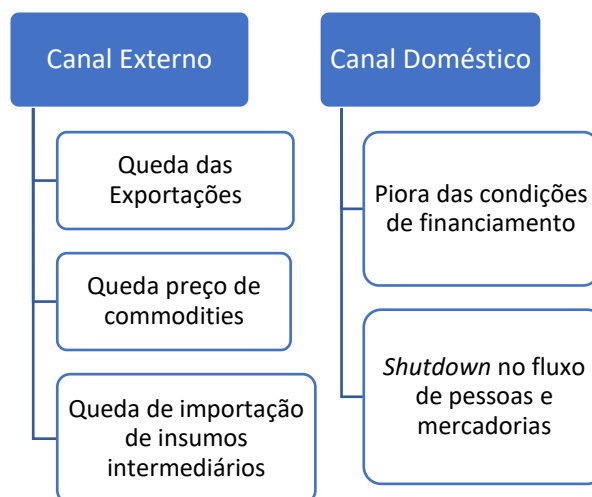 Canal Externo
Queda das
Exportações
Queda preço de
commodities
Queda de importação
de insumos
intermediários
Canal Doméstico
Piora das condições
de financiamento
Shutdown no fluxo
de pessoas e
mercadorias